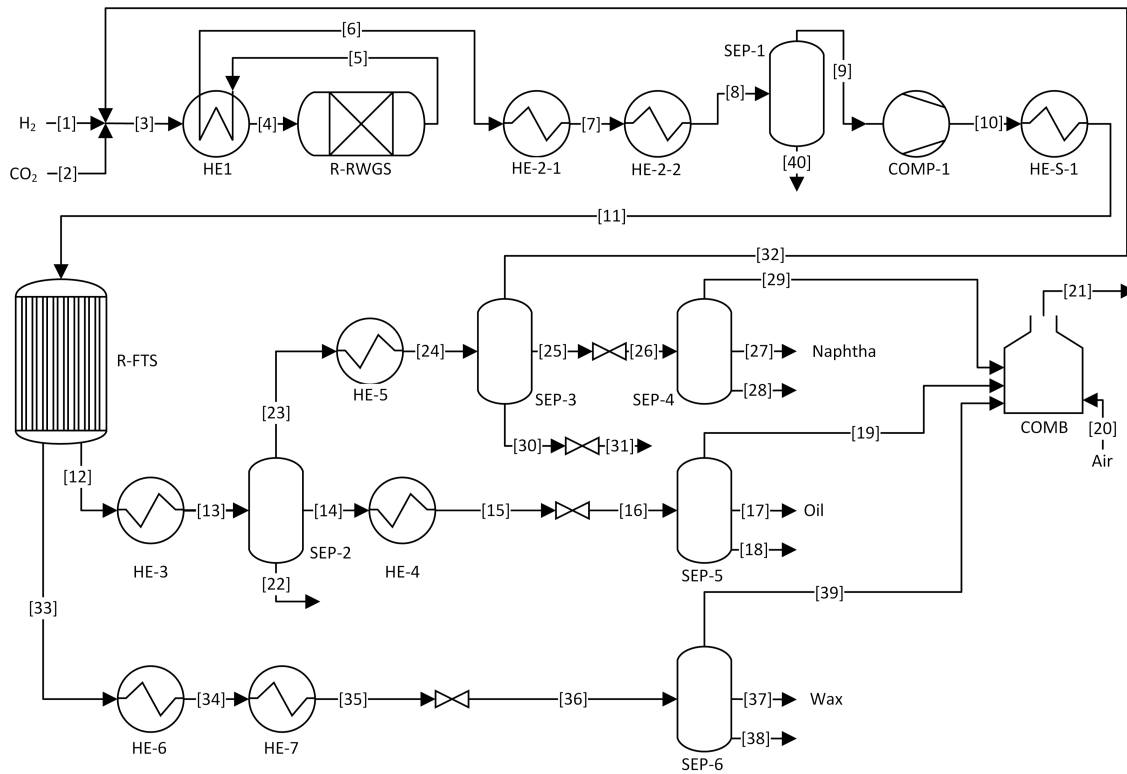 [6]
SEP-1
[9]
[5]
[8]
H₂
[1]
[3]
[4]
[7]
[10]
HE1
R-RWGS
HE-2-1
HE-2-2
[40]
COMP-1
HE-S-1
CO₂
[2]
[11]
[32]
[29]
[21]
R-FTS
[24]
[25]
[26]
[27]
Naphtha
HE-5
SEP-3
SEP-4
[28]
[23]
COMB
[20]
Air
[30]
[31]
[19]
[12]
[13]
[14]
[15]
[16]
[17]
Oil
HE-3
SEP-2
HE-4
[18]
SEP-5
[22]
[33]
[39]
[34]
[35]
[36]
[37]
Wax
HE-6
HE-7
[38]
SEP-6